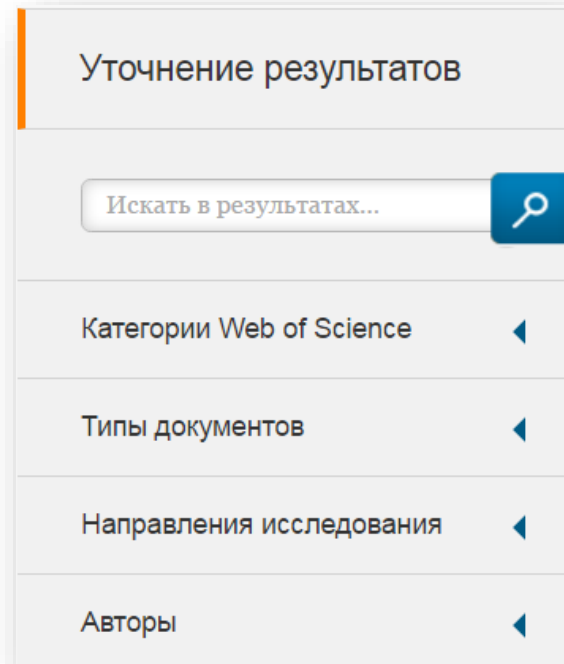 Уточнение результатов
Искать в результатах...
Категории Web of Science
Типы документов
Направления исследования
Авторы